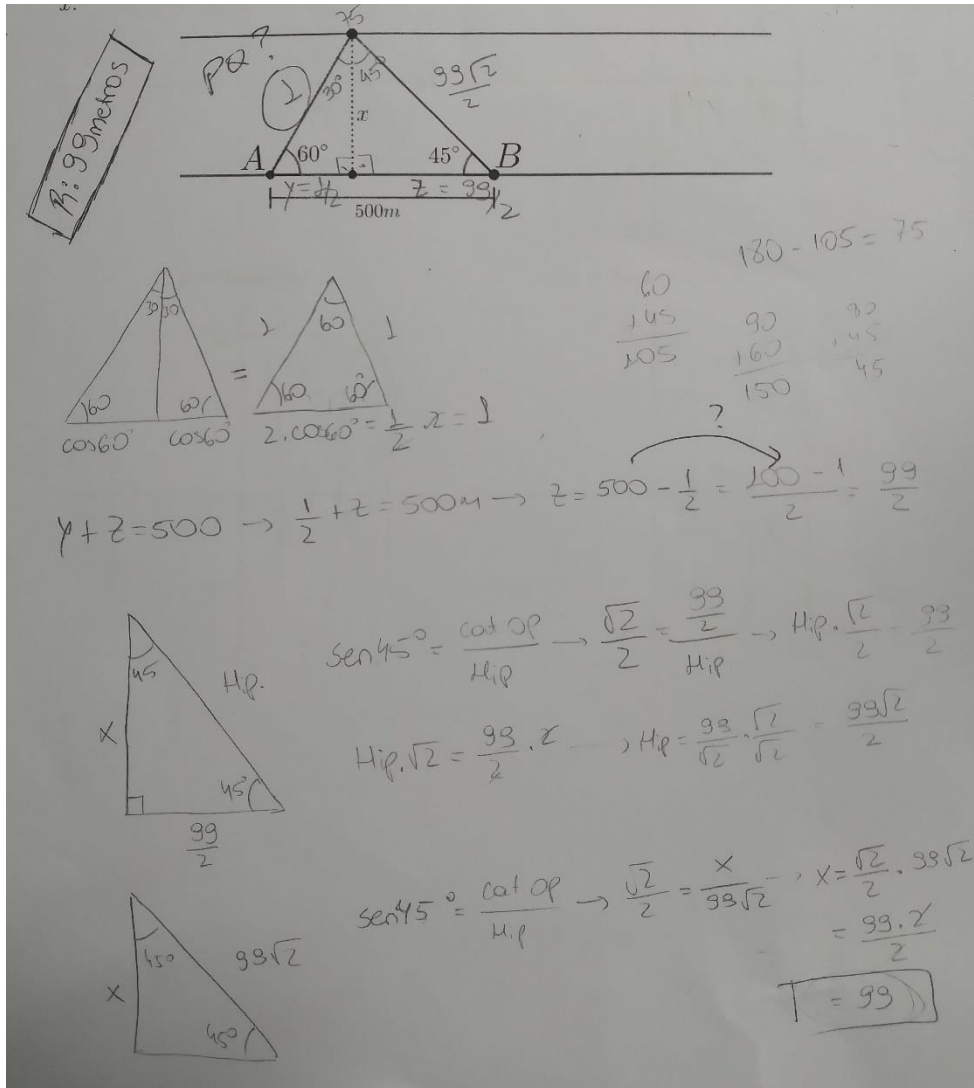 x.
R: 99 metros
PQ?
75
1
30°
45°
x
99√2/2
A
60°
45°
B
y = 1/2
z = 99/2
500m
180 - 105 = 75
60
+45
105
90
+60
150
90
+45
45
30
30
60
60
=
1
60
1
60
60°
cos60° cos60° 2.cos60° = 1/2 . 2 = 1
?
y + z = 500 → 1/2 + z = 500m → z = 500 - 1/2 = 100 - 1/2 = 99/2
45
Hip.
x
45°
99/2
sen45° = cat op/Hip → √2/2 = 99/2/Hip → Hip . √2/2 = 99/2
Hip.√2 = 99/2 . 2 → Hip = 99/√2 . √2/√2 = 99√2/2
45°
99√2
x
45°
sen45° = cat op/Hip → √2/2 = x/99√2 → x = √2/2 . 99√2
= 99.2/2
= 99